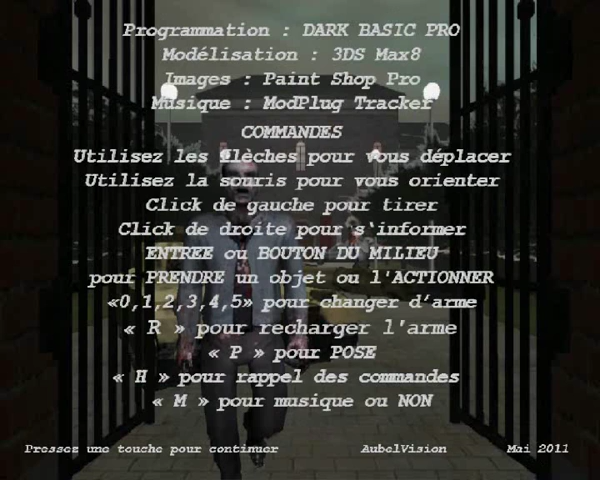 Programmation : DARK BASIC PRO
Modélisation : 3DS Max8
Images : Paint Shop Pro
Musique : ModPlug Tracker
COMMANDES
Utilisez les flèches pour vous déplacer
Utilisez la souris pour vous orienter
Click de gauche pour tirer
Click de droite pour s'informer
ENTREE ou BOUTON DU MILIEU
pour PRENDRE un objet ou l'ACTIONNER
«0,1,2,3,4,5» pour changer d'arme
« R » pour recharger l'arme
« P » pour POSE
« H » pour rappel des commandes
« M » pour musique ou NON
Pressez une touche pour continuer AubelVision Mai 2011